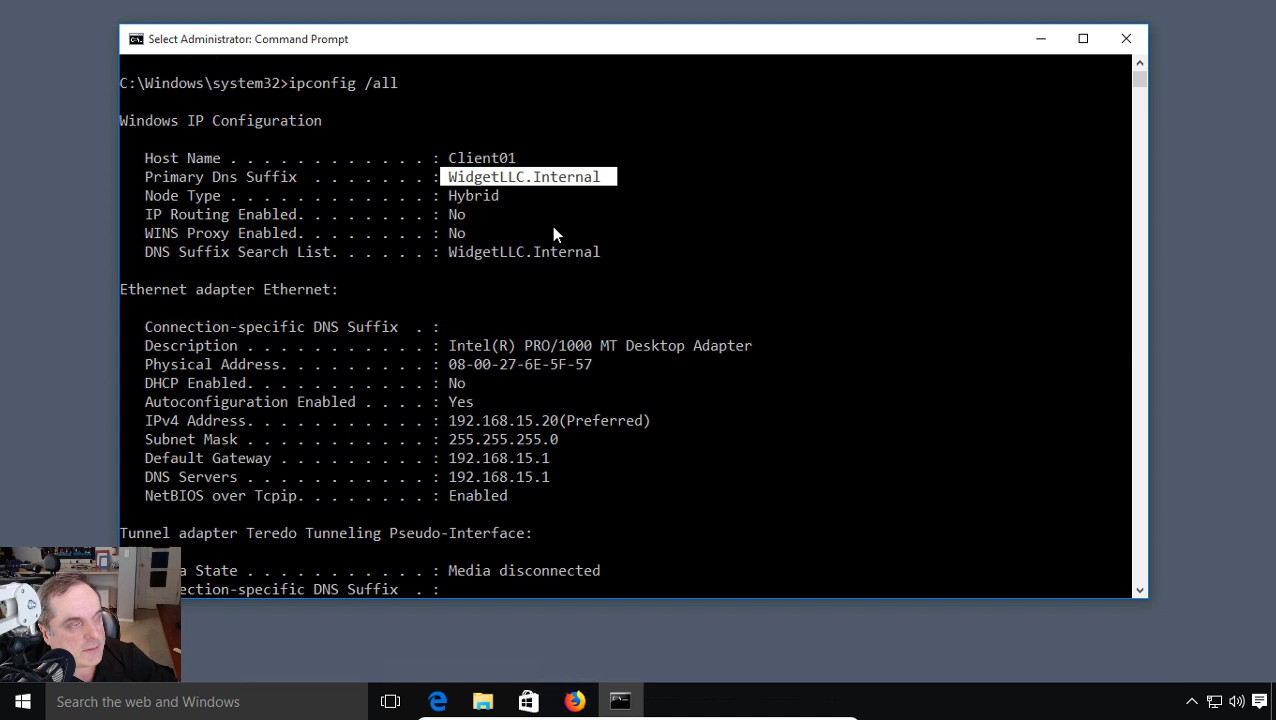 Select Administrator: Command Prompt
C:\Windows\system32>ipconfig /all
Windows IP Configuration
Host Name . . . . . . . . . . . . : Client01
Primary Dns Suffix  . . . . . . . : WidgetLLC.Internal
Node Type . . . . . . . . . . . . : Hybrid
IP Routing Enabled. . . . . . . . : No
WINS Proxy Enabled. . . . . . . . : No
DNS Suffix Search List. . . . . . : WidgetLLC.Internal
Ethernet adapter Ethernet:
Connection-specific DNS Suffix  . :
Description . . . . . . . . . . . : Intel(R) PRO/1000 MT Desktop Adapter
Physical Address. . . . . . . . . : 08-00-27-6E-5F-57
DHCP Enabled. . . . . . . . . . . : No
Autoconfiguration Enabled . . . . : Yes
IPv4 Address. . . . . . . . . . . : 192.168.15.20(Preferred)
Subnet Mask . . . . . . . . . . . : 255.255.255.0
Default Gateway . . . . . . . . . : 192.168.15.1
DNS Servers . . . . . . . . . . . : 192.168.15.1
NetBIOS over Tcpip. . . . . . . . : Enabled
Tunnel adapter Teredo Tunneling Pseudo-Interface:
State . . . . . . . . . . . : Media disconnected
DNS Suffix  . :
Search the web and Windows